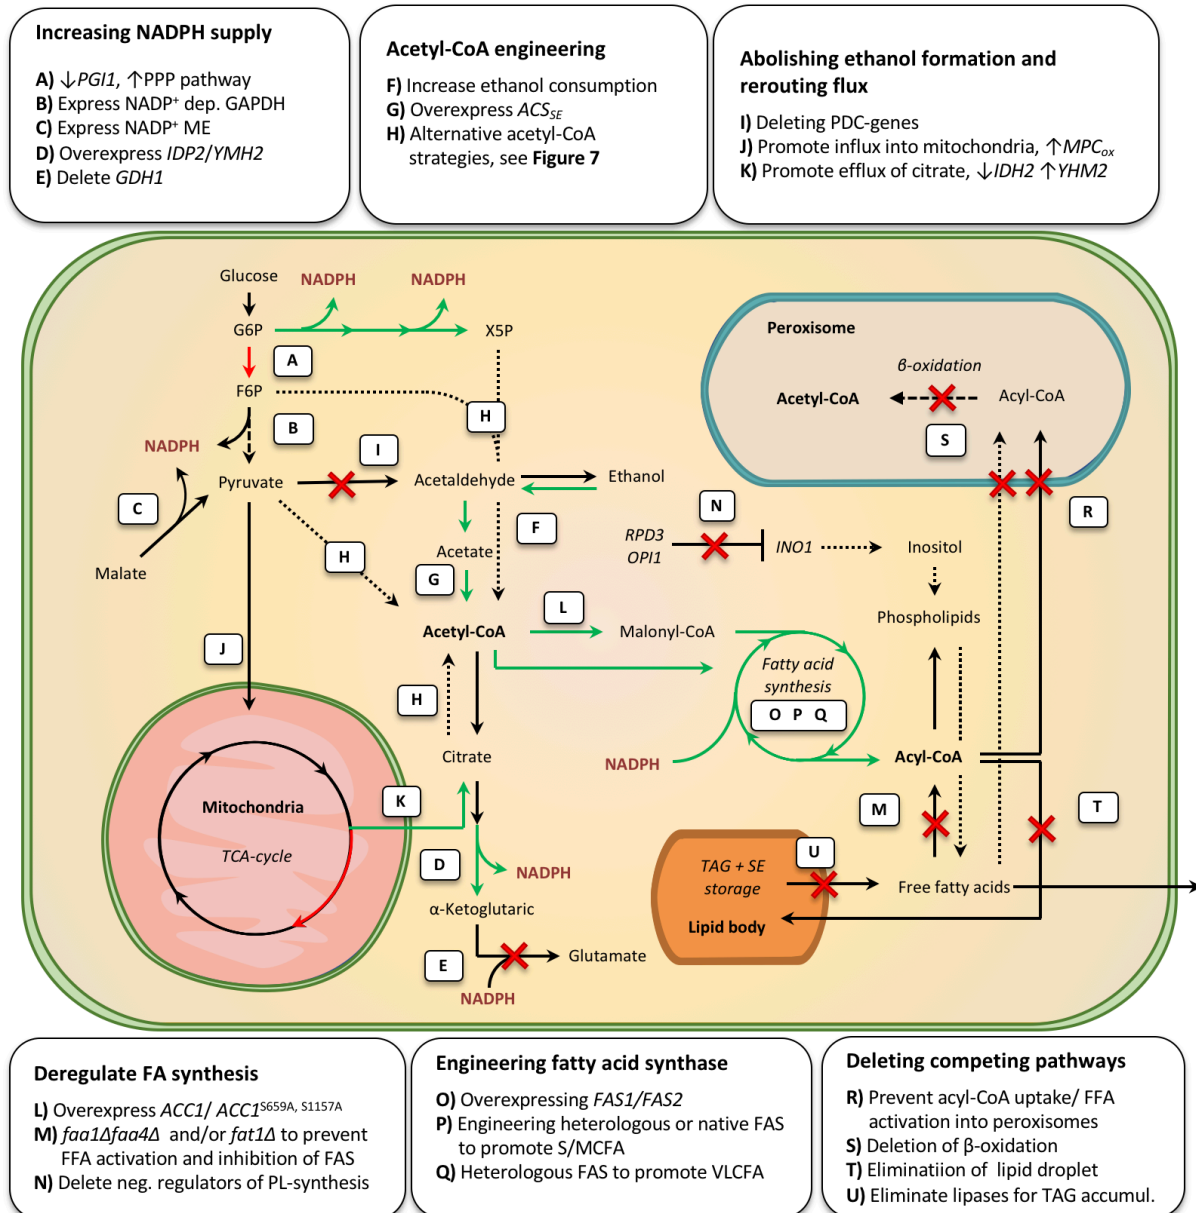 Increasing NADPH supply
A) ↓PGI1, ↑PPP pathway
B) Express NADP⁺ dep. GAPDH
C) Express NADP⁺ ME
D) Overexpress IDP2/YMH2
E) Delete GDH1
Acetyl-CoA engineering
F) Increase ethanol consumption
G) Overexpress ACS_SE
H) Alternative acetyl-CoA
strategies, see Figure 7
Abolishing ethanol formation and
rerouting flux
I) Deleting PDC-genes
J) Promote influx into mitochondria, ↑MPC_ox
K) Promote efflux of citrate, ↓IDH2 ↑YHM2
Glucose
NADPH
NADPH
G6P
X5P
A
F6P
H
B
NADPH
I
Pyruvate
Acetaldehyde
Ethanol
C
F
H
Malate
Acetate
G
Acetyl-CoA
L
Malonyl-CoA
J
H
Fatty acid
synthesis
O P Q
Citrate
NADPH
K
Mitochondria
TCA-cycle
D
NADPH
α-Ketoglutaric
E
Glutamate
NADPH
Peroxisome
β-oxidation
Acetyl-CoA
Acyl-CoA
S
R
N
RPD3
OPI1
INO1
Inositol
Phospholipids
Acyl-CoA
M
T
U
TAG + SE
storage
Free fatty acids
Lipid body
Deregulate FA synthesis
L) Overexpress ACC1/ ACC1^S659A, S1157A
M) faa1Δfaa4Δ and/or fat1Δ to prevent
FFA activation and inhibition of FAS
N) Delete neg. regulators of PL-synthesis
Engineering fatty acid synthase
O) Overexpressing FAS1/FAS2
P) Engineering heterologous or native FAS
to promote S/MCFA
Q) Heterologous FAS to promote VLCFA
Deleting competing pathways
R) Prevent acyl-CoA uptake/ FFA
activation into peroxisomes
S) Deletion of β-oxidation
T) Eliminatiion of lipid droplet
U) Eliminate lipases for TAG accumul.